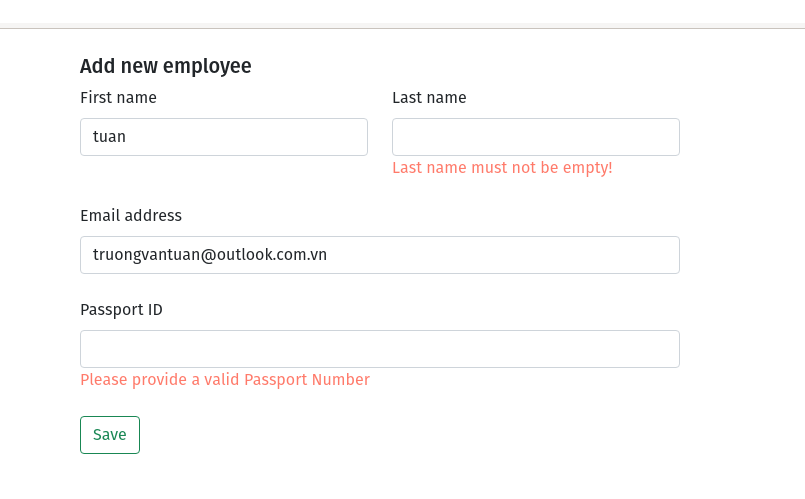 Add new employee
First name
Last name
tuan
Last name must not be empty!
Email address
truongvantuan@outlook.com.vn
Passport ID
Please provide a valid Passport Number
Save